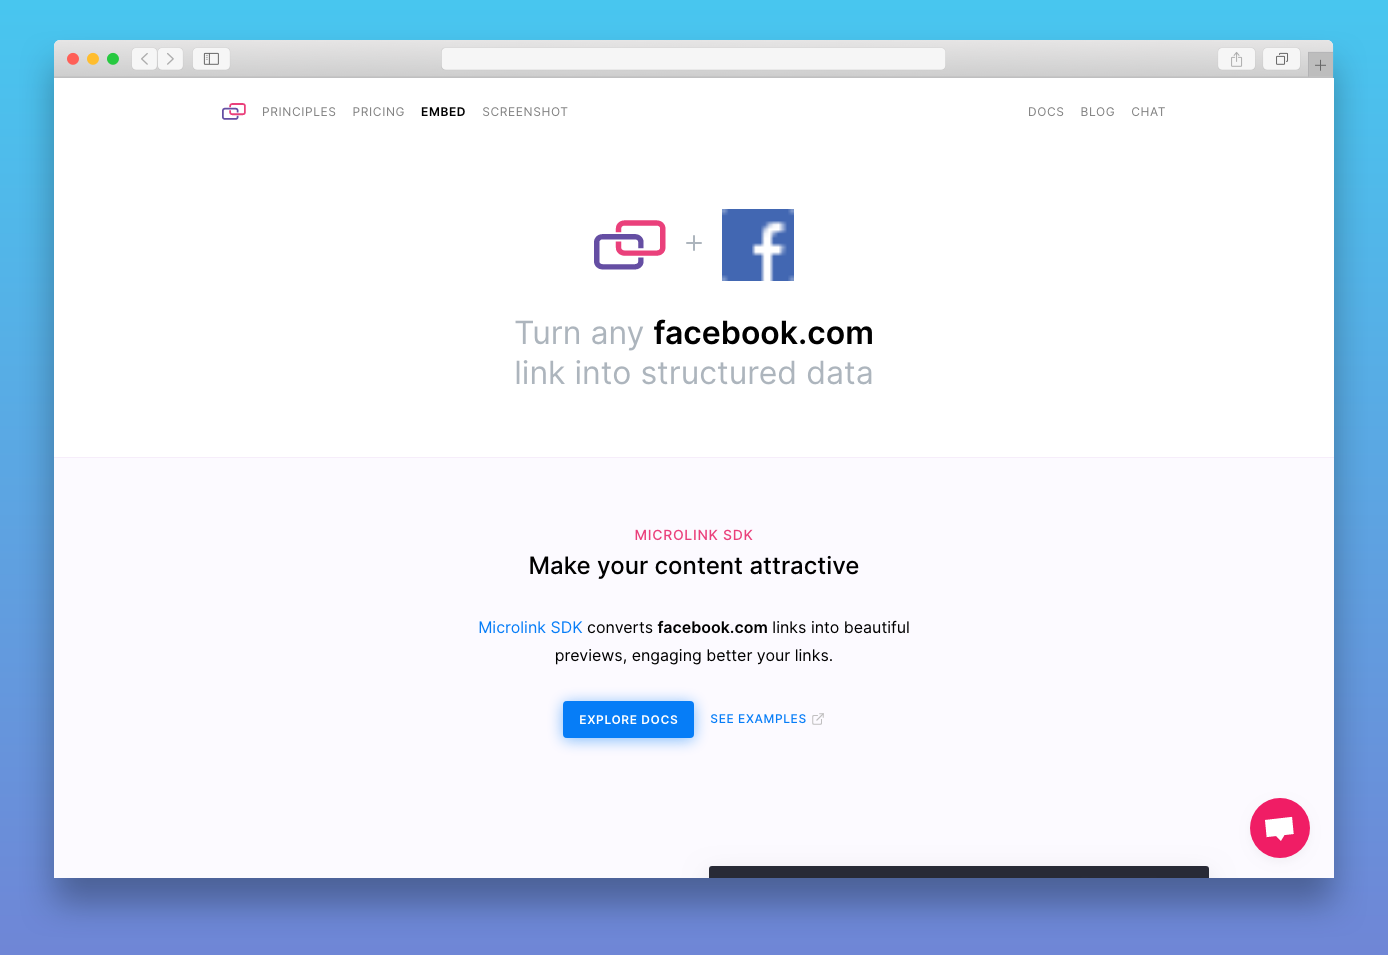 PRINCIPLES PRICING EMBED SCREENSHOT DOCS BLOG CHAT
Turn any facebook.com
link into structured data
MICROLINK SDK
Make your content attractive
Microlink SDK converts facebook.com links into beautiful
previews, engaging better your links.
EXPLORE DOCS SEE EXAMPLES